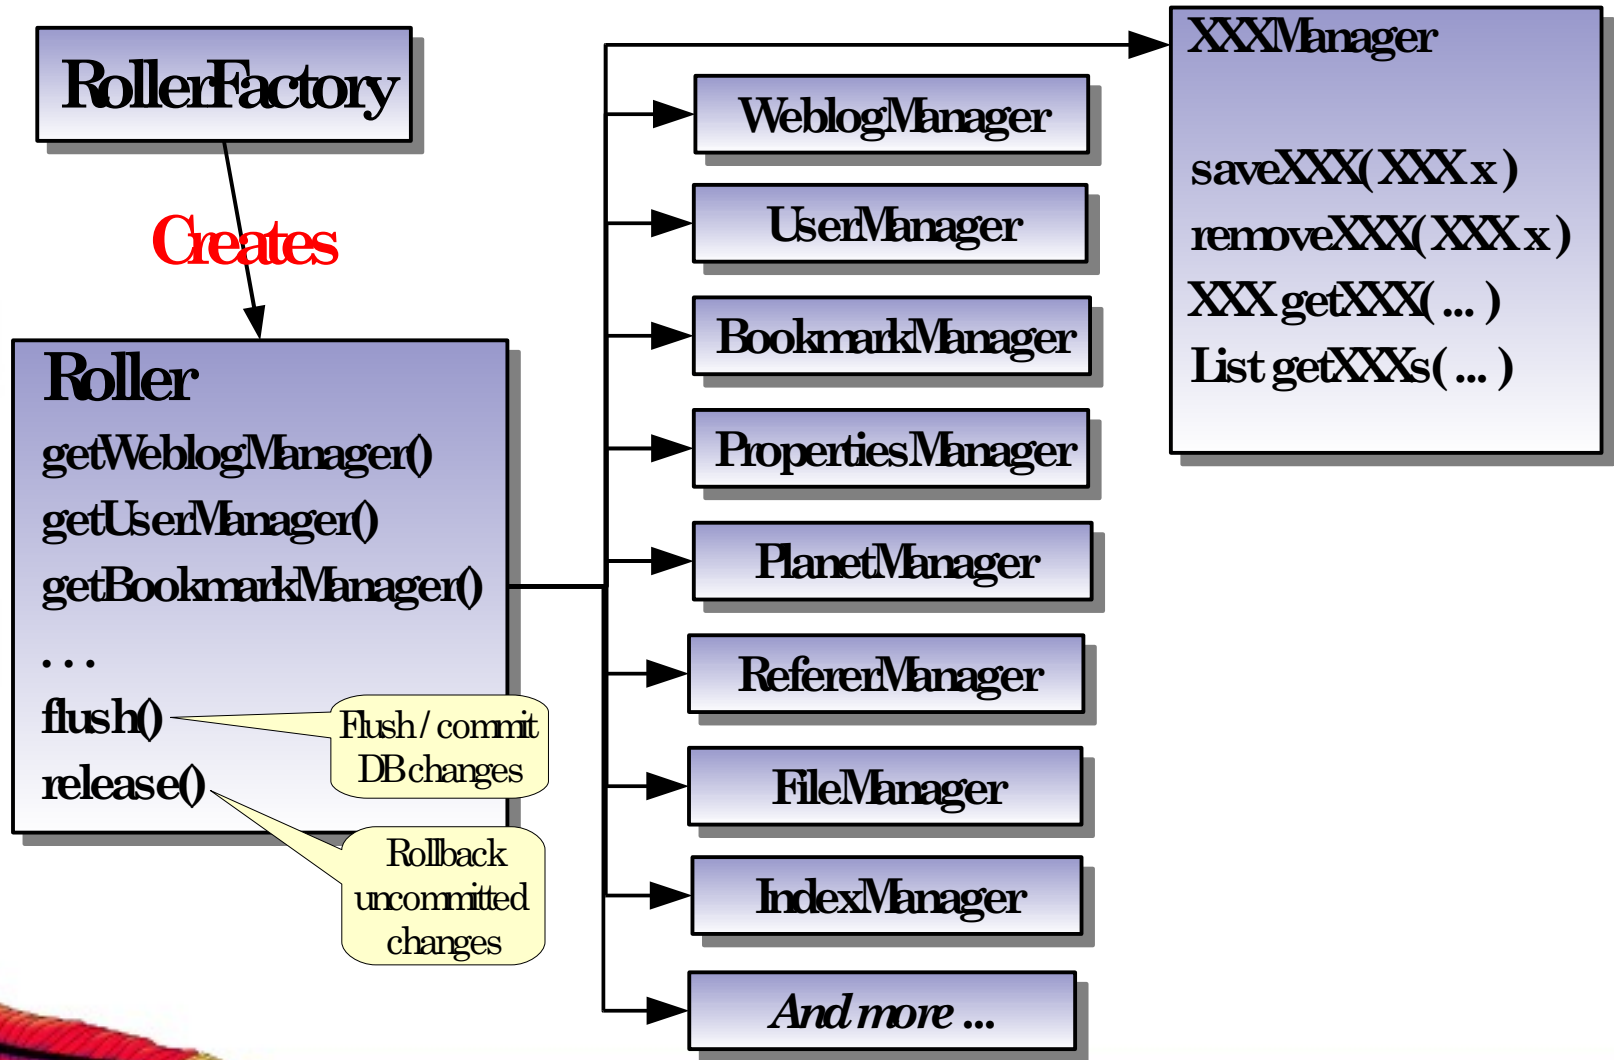 RollerFactory
Creates
Roller
getWeblogManager()
getUserManager()
getBookmarkManager()
. . .
flush()
release()
Flush / commit
DB changes
Rollback
uncommitted
changes
WeblogManager
UserManager
BookmarkManager
PropertiesManager
PlanetManager
RefererManager
FileManager
IndexManager
And more ...
XXXManager
saveXXX( XXX x )
removeXXX( XXX x )
XXX getXXX( ... )
List getXXXs( ... )